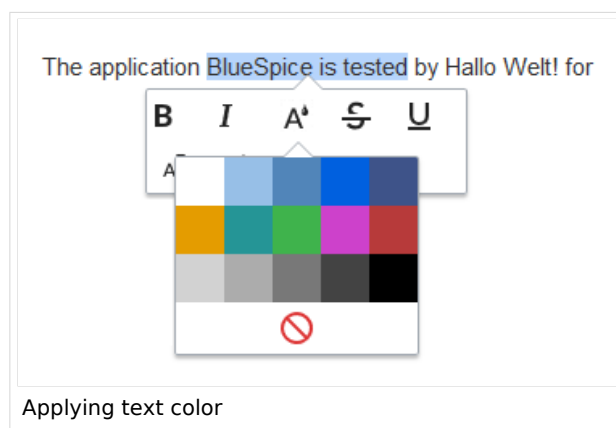 The application BlueSpice is tested by Hallo Welt! for
B I A S U
A
Applying text color